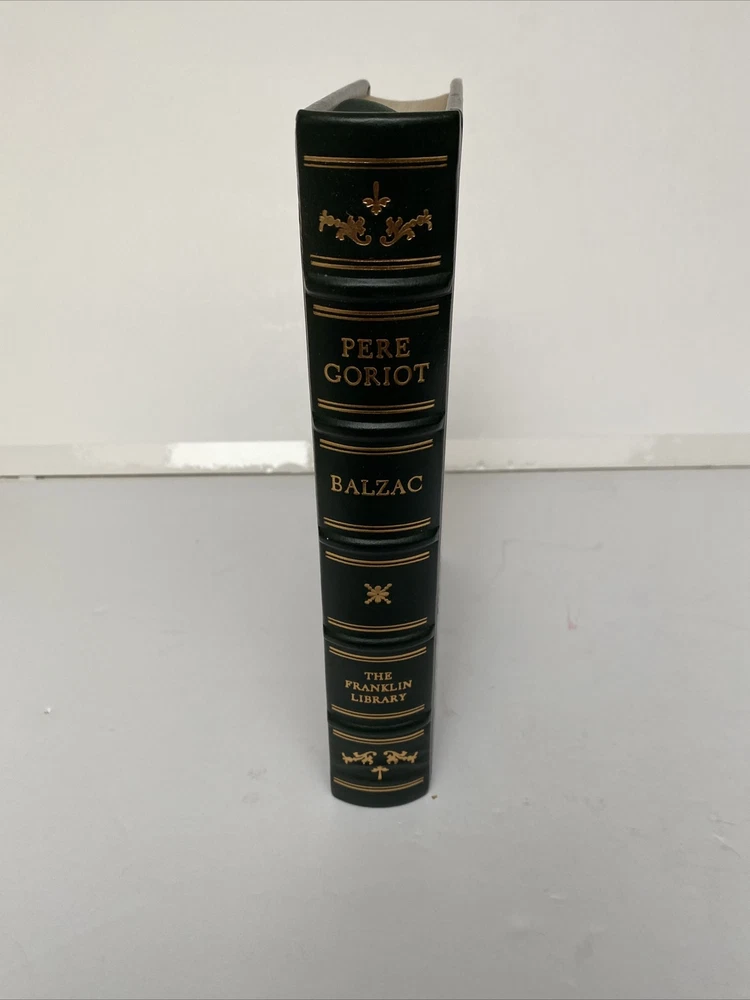 PERE
GORIOT
BALZAC
THE
FRANKLIN
LIBRARY